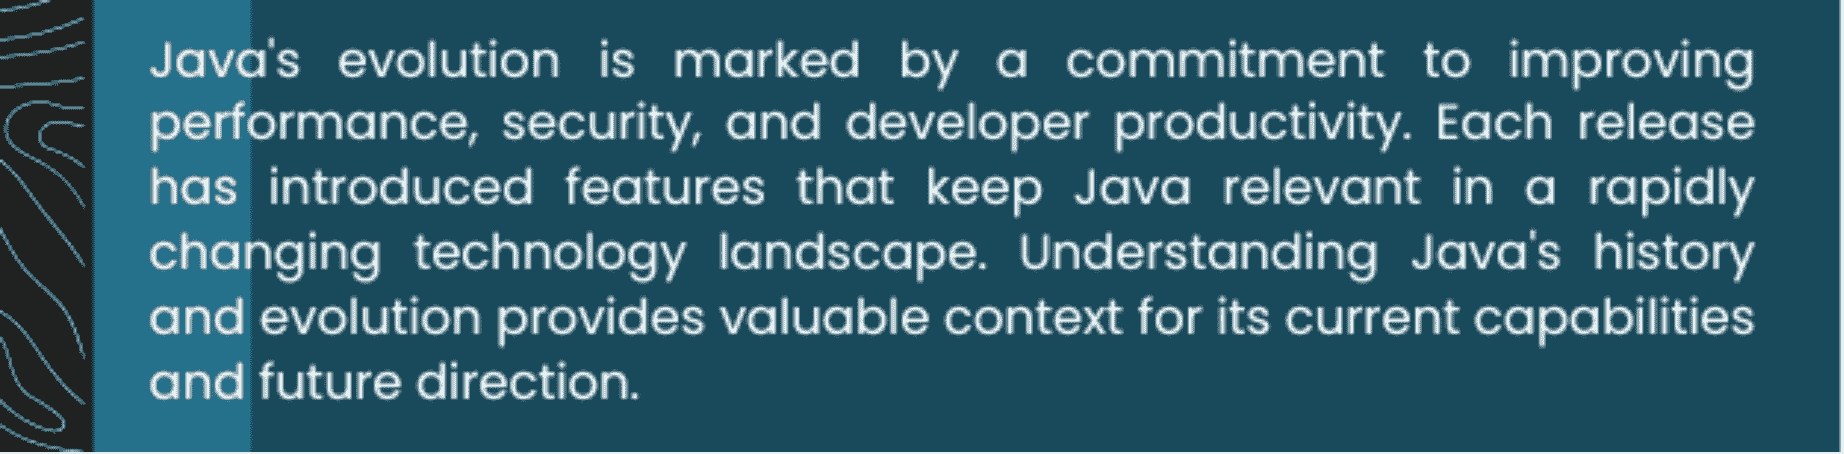 Java's evolution is marked by a commitment to improving
performance, security, and developer productivity. Each release
has introduced features that keep Java relevant in a rapidly
changing technology landscape. Understanding Java's history
and evolution provides valuable context for its current capabilities
and future direction.